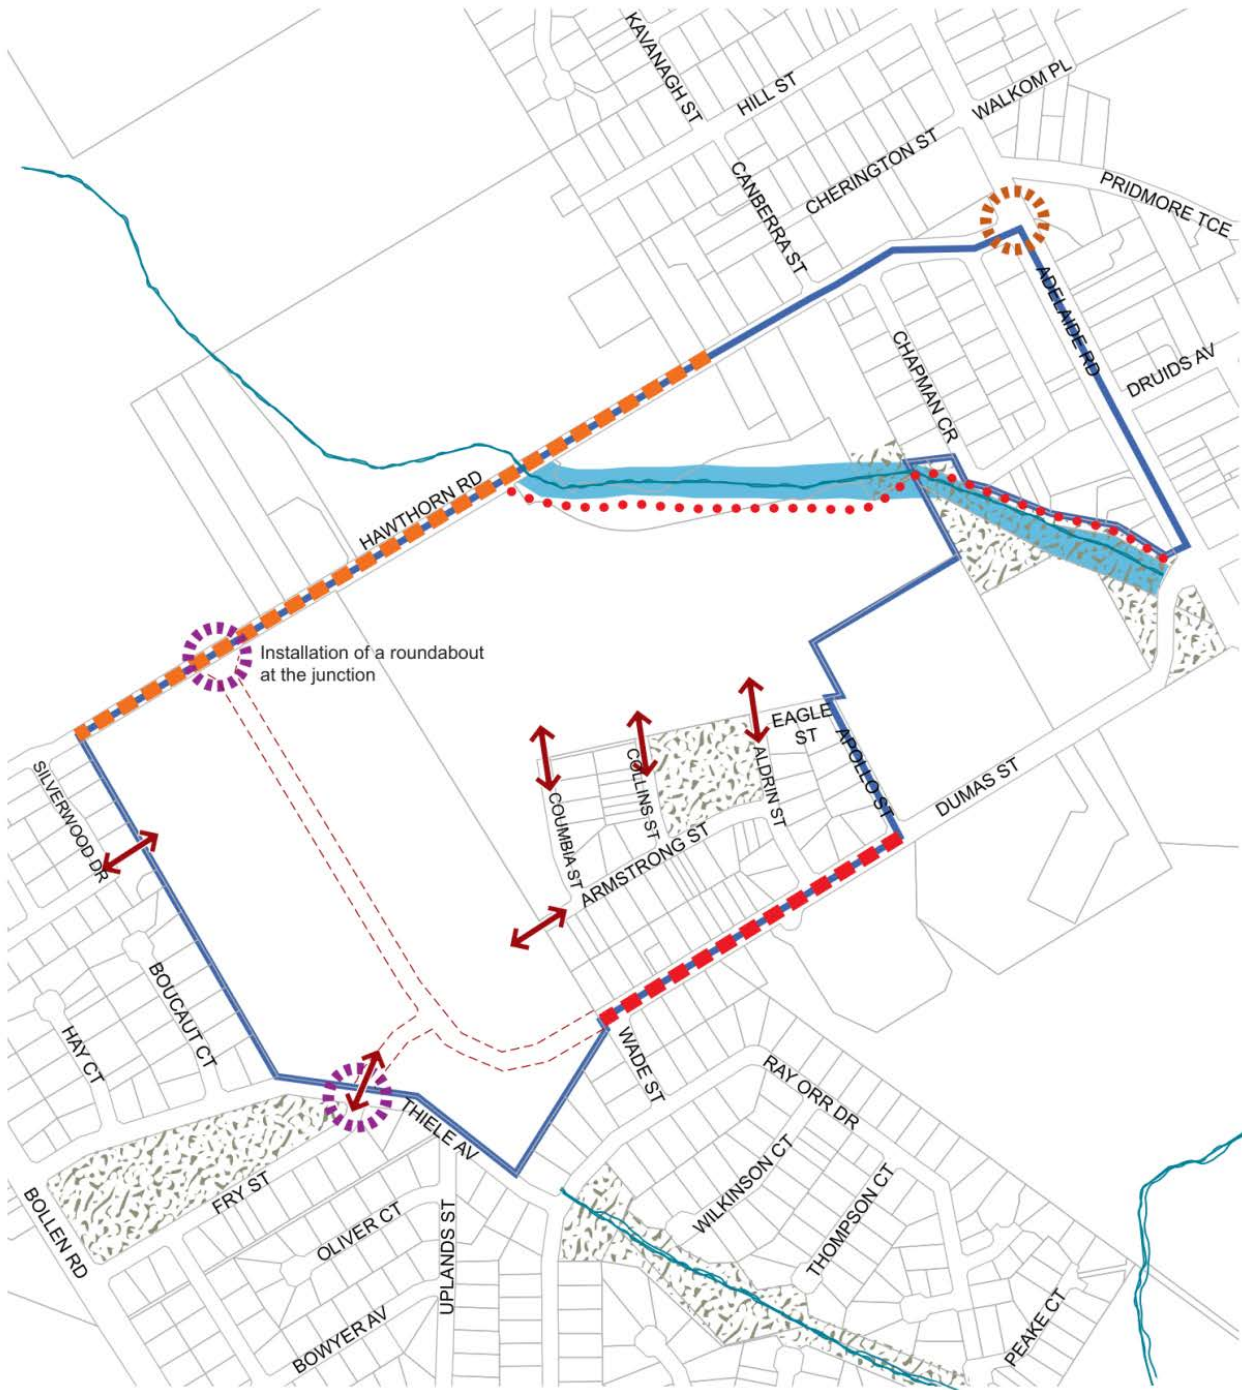 KAVANAGH ST
HILL ST
WALKOM PL
CANBERRA ST
CHERINGTON ST
PRIDMORE TCE
ADELAIDE RD
CHAPMAN CR
DRUIDS AV
HAWTHORN RD
Installation of a roundabout
at the junction
EAGLE
ST
SILVERWOOD DR
COLUMBIA ST
COLLINS ST
ALDRIN ST
APOLLO ST
DUMAS ST
ARMSTRONG ST
BOUCAUT CT
HAY CT
WADE ST
RAY ORR DR
THIELE AV
FRY ST
BOLLEN RD
OLIVER CT
UPLANDS ST
WILKINSON CT
THOMPSON CT
BOWYER AV
PEAKE CT